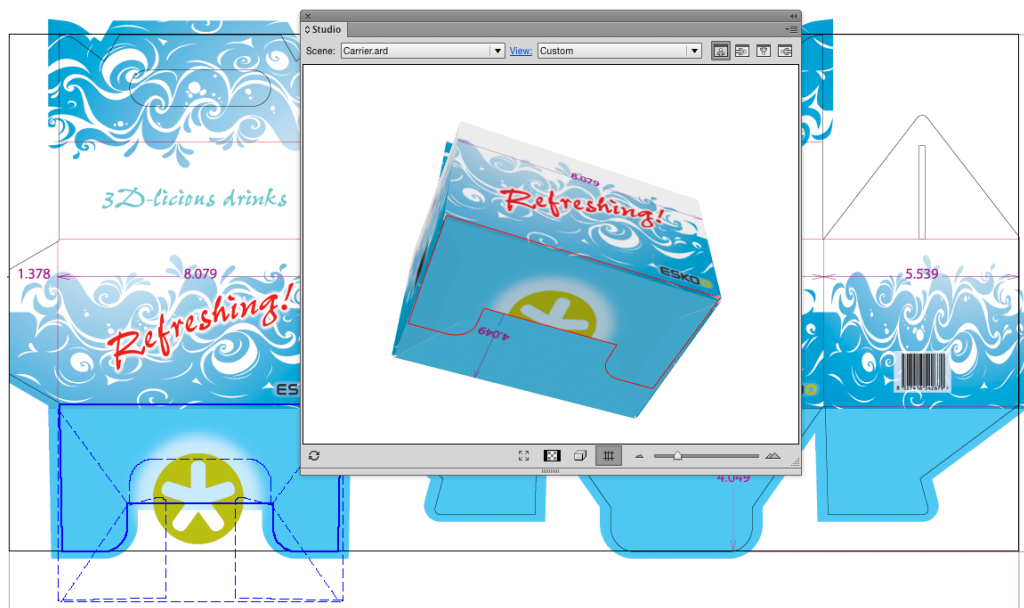 Studio
Scene: Carrier.ard View: Custom
3D-licious drinks
8.079
Refreshing!
ESKO
4.049
1.378 8.079
Refreshing!
ES
5.539
4.049